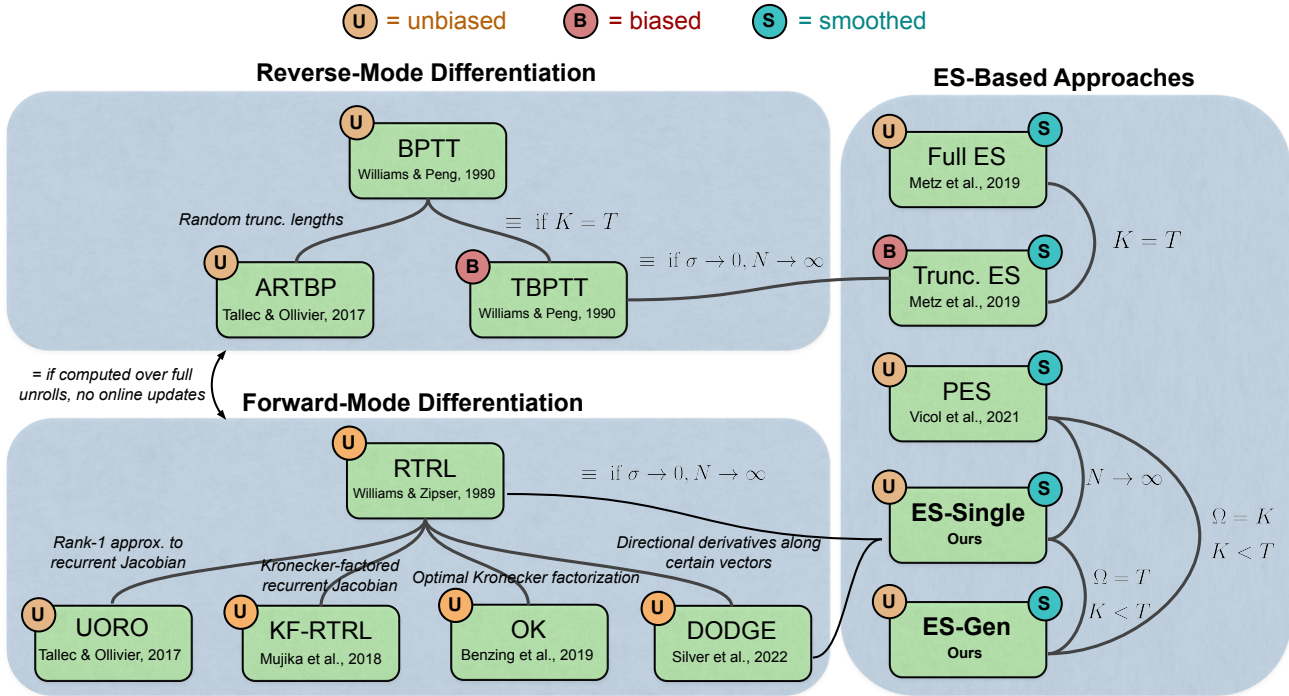 U = unbiased
B = biased
S = smoothed
Reverse-Mode Differentiation
U
BPTT
Williams & Peng, 1990
Random trunc. lengths
≡ if K = T
U
ARTBP
Tallec & Ollivier, 2017
B
TBPTT
Williams & Peng, 1990
≡ if σ → 0, N → ∞
= if computed over full
unrolls, no online updates
Forward-Mode Differentiation
U
RTRL
Williams & Zipser, 1989
≡ if σ → 0, N → ∞
Rank-1 approx. to
recurrent Jacobian
Kronecker-factored
recurrent Jacobian
Optimal Kronecker factorization
Directional derivatives along
certain vectors
U
UORO
Tallec & Ollivier, 2017
U
KF-RTRL
Mujika et al., 2018
U
OK
Benzing et al., 2019
U
DODGE
Silver et al., 2022
ES-Based Approaches
U
S
Full ES
Metz et al., 2019
K = T
B
S
Trunc. ES
Metz et al., 2019
U
S
PES
Vicol et al., 2021
N → ∞
U
S
ES-Single
Ours
Ω = K
K < T
Ω = T
K < T
U
S
ES-Gen
Ours